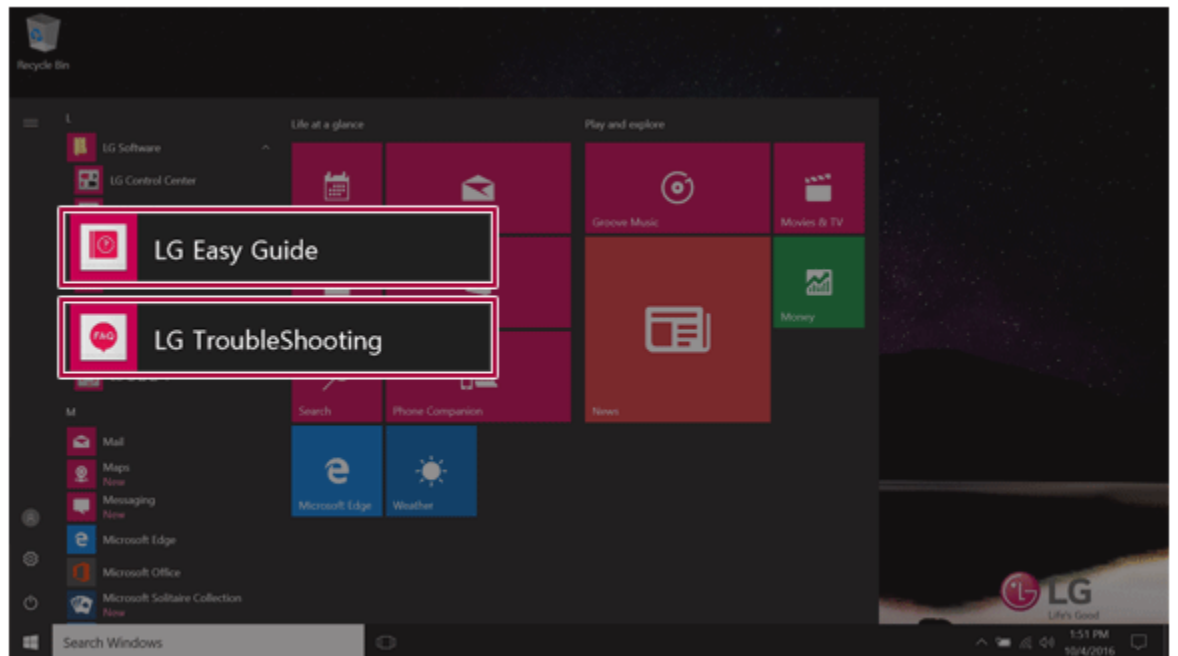 Recycle Bin
L
LG Software
LG Control Center
LG Easy Guide
LG TroubleShooting
M
Mail
Maps
New
Messaging
New
Microsoft Edge
Microsoft Office
Microsoft Solitaire Collection
New
Life at a glance
Search
Phone Companion
Microsoft Edge
Weather
Play and explore
Groove Music
Movies & TV
Money
News
FAQ
LG
Life's Good
Search Windows
1:51 PM
10/4/2016